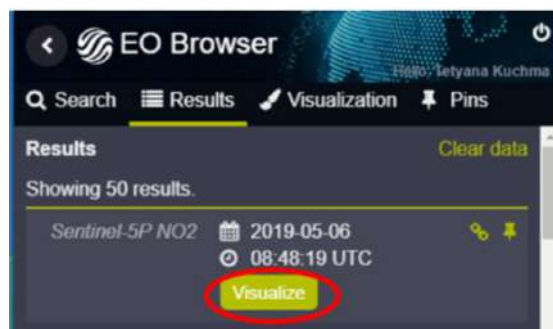 EO Browser
Hello, Tetyana Kuchma
Search Results Visualization Pins
Results Clear data
Showing 50 results.
Sentinel-5P NO2 2019-05-06
08:48:19 UTC
Visualize